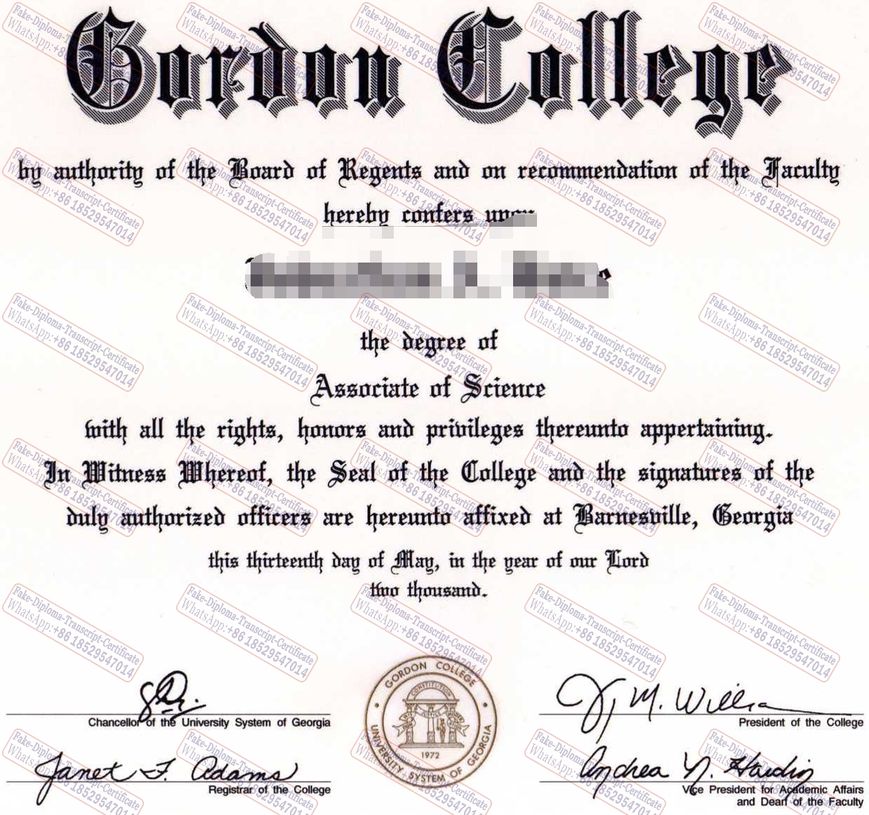 Gordon College
by authority of the Board of Regents and on recommendation of the Faculty
hereby confers upon
the degree of
Associate of Science
with all the rights, honors and privileges thereunto appertaining.
In Witness Whereof, the Seal of the College and the signatures of the
duly authorized officers are hereunto affixed at Barnesville, Georgia
this thirteenth day of May, in the year of our Lord
two thousand.
Chancellor of the University System of Georgia
President of the College
Janet F. Adams
Registrar of the College
Andrea N. Hardin
Vice President for Academic Affairs
and Dean of the Faculty
GORDON COLLEGE
CONSTITUTION
1972
UNIVERSITY SYSTEM OF GEORGIA
Fake-Diploma-Transcript-Certificate
WhatsApp:+86 18529547014